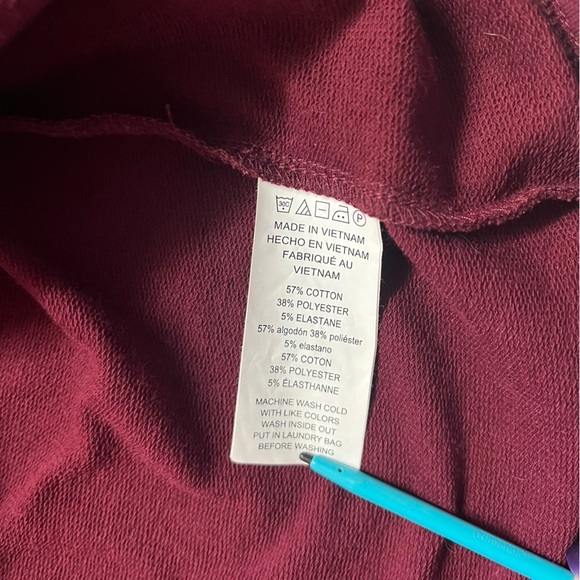 30C P
MADE IN VIETNAM
HECHO EN VIETNAM
FABRIQUÉ AU
VIETNAM
57% COTTON
38% POLYESTER
5% ELASTANE
57% algodón 38% poliéster
5% elastano
57% COTON
38% POLYESTER
5% ÉLASTHANNE
MACHINE WASH COLD
WITH LIKE COLORS
WASH INSIDE OUT
PUT IN LAUNDRY BAG
BEFORE WASHING